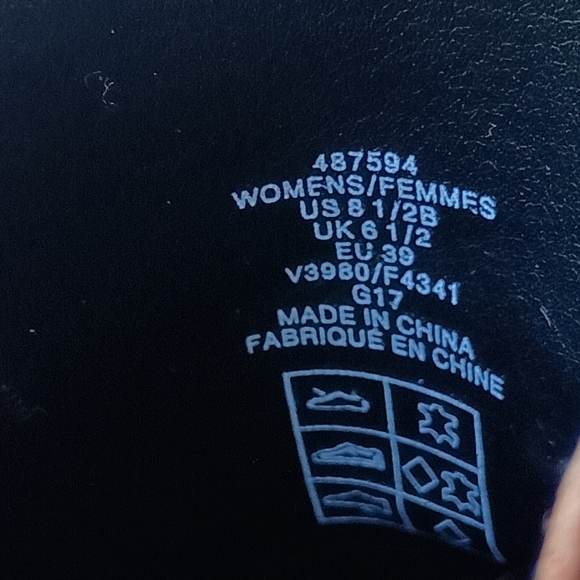 487594
WOMENS/FEMMES
US 8 1/2B
UK 6 1/2
EU 39
V3980/F4341
G17
MADE IN CHINA
FABRIQUÉ EN CHINE